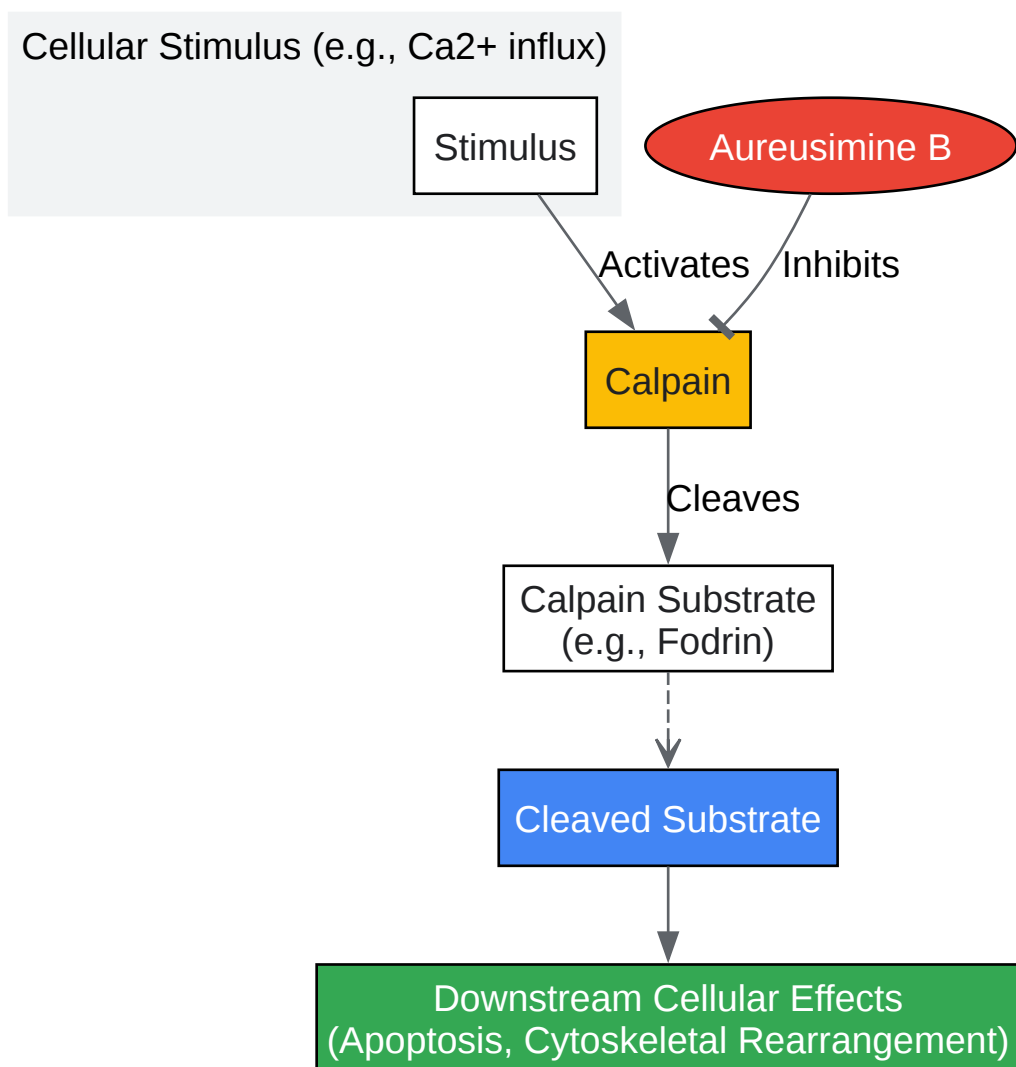 Cellular Stimulus (e.g., Ca2+ influx)
Stimulus
Aureusimine B
Activates
Inhibits
Calpain
Cleaves
Calpain Substrate
(e.g., Fodrin)
Cleaved Substrate
Downstream Cellular Effects
(Apoptosis, Cytoskeletal Rearrangement)